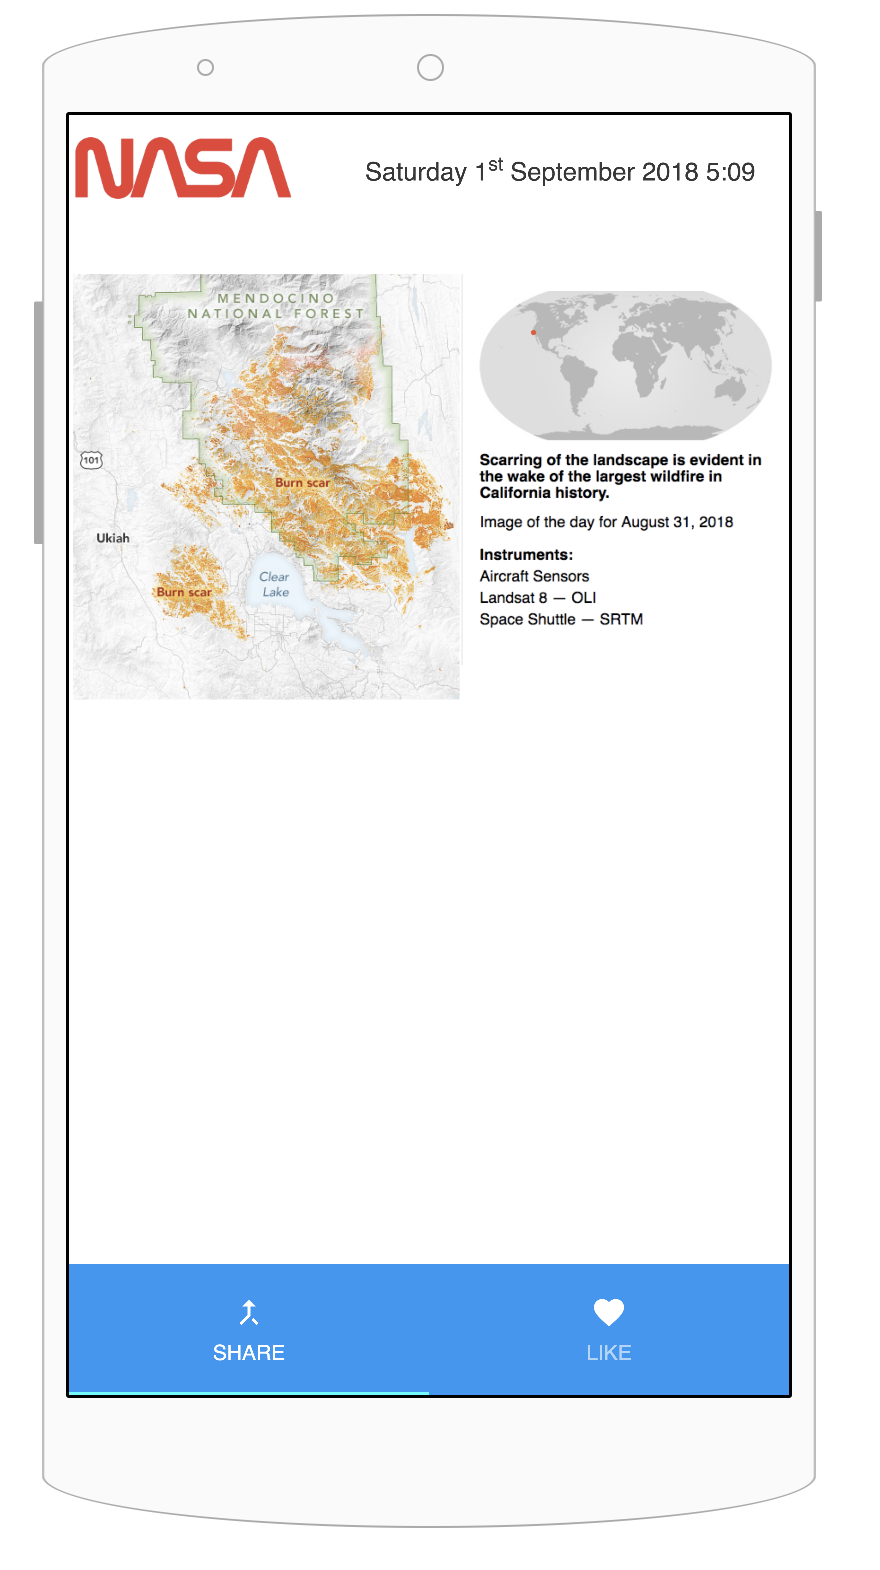 NASA
Saturday 1st September 2018 5:09
MENDOCINO
NATIONAL FOREST
101
Burn scar
Ukiah
Clear
Lake
Burn scar
Scarring of the landscape is evident in
the wake of the largest wildfire in
California history.
Image of the day for August 31, 2018
Instruments:
Aircraft Sensors
Landsat 8 — OLI
Space Shuttle — SRTM
SHARE
LIKE